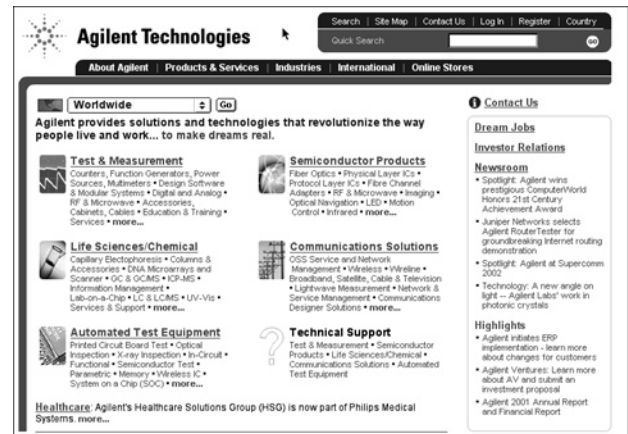 Search | Site Map | Contact Us | Log In | Register | Country
Agilent Technologies
Quick Search
GO
About Agilent | Products & Services | Industries | International | Online Stores
Worldwide
Go
Agilent provides solutions and technologies that revolutionize the way
people live and work... to make dreams real.
Test & Measurement
Counters, Function Generators, Power
Sources, Multimeters • Design Software
& Modular Systems • Digital and Analog •
RF & Microwave • Accessories,
Cabinets, Cables • Education & Training •
Services • more...
Semiconductor Products
Fiber Optics • Physical Layer ICs •
Protocol Layer ICs • Fibre Channel
Adapters • RF & Microwave • Imaging •
Optical Navigation • LED • Motion
Control • Infrared • more...
Life Sciences/Chemical
Capillary Electophoresis • Columns &
Accessories • DNA Microarrays and
Scanner • GC & GC/MS • ICP-MS •
Information Management •
Lab-on-a-Chip • LC & LC/MS • UV-Vis •
Services & Support • more...
Communications Solutions
OSS Service and Network
Management • Wireless • Wireline •
Broadband, Satellite, Cable & Television
• Lightwave Measurement • Network &
Service Management • Communications
Designer Solutions • more...
Automated Test Equipment
Printed Circuit Board Test • Optical
Inspection • X-ray Inspection • In-Circuit •
Functional • Semiconductor Test •
Parametric • Memory • Wireless IC •
System on a Chip (SOC) • more...
Technical Support
Test & Measurement • Semiconductor
Products • Life Sciences/Chemical •
Communications Solutions • Automated
Test Equipment
Healthcare: Agilent's Healthcare Solutions Group (HSG) is now part of Philips Medical
Systems. more...
Contact Us
Dream Jobs
Investor Relations
Newsroom
• Spotlight: Agilent wins
prestigious ComputerWorld
Honors 21st Century
Achievement Award
• Juniper Networks selects
Agilent RouterTester for
groundbreaking Internet routing
demonstration
• Spotlight: Agilent at Supercomm
2002
• Technology: A new angle on
light -- Agilent Labs' work in
photonic crystals
Highlights
• Agilent initiates ERP
implementation - learn more
about changes for customers
• Agilent Ventures: Learn more
about AV and submit an
investment proposal
• Agilent 2001 Annual Report
and Financial Report